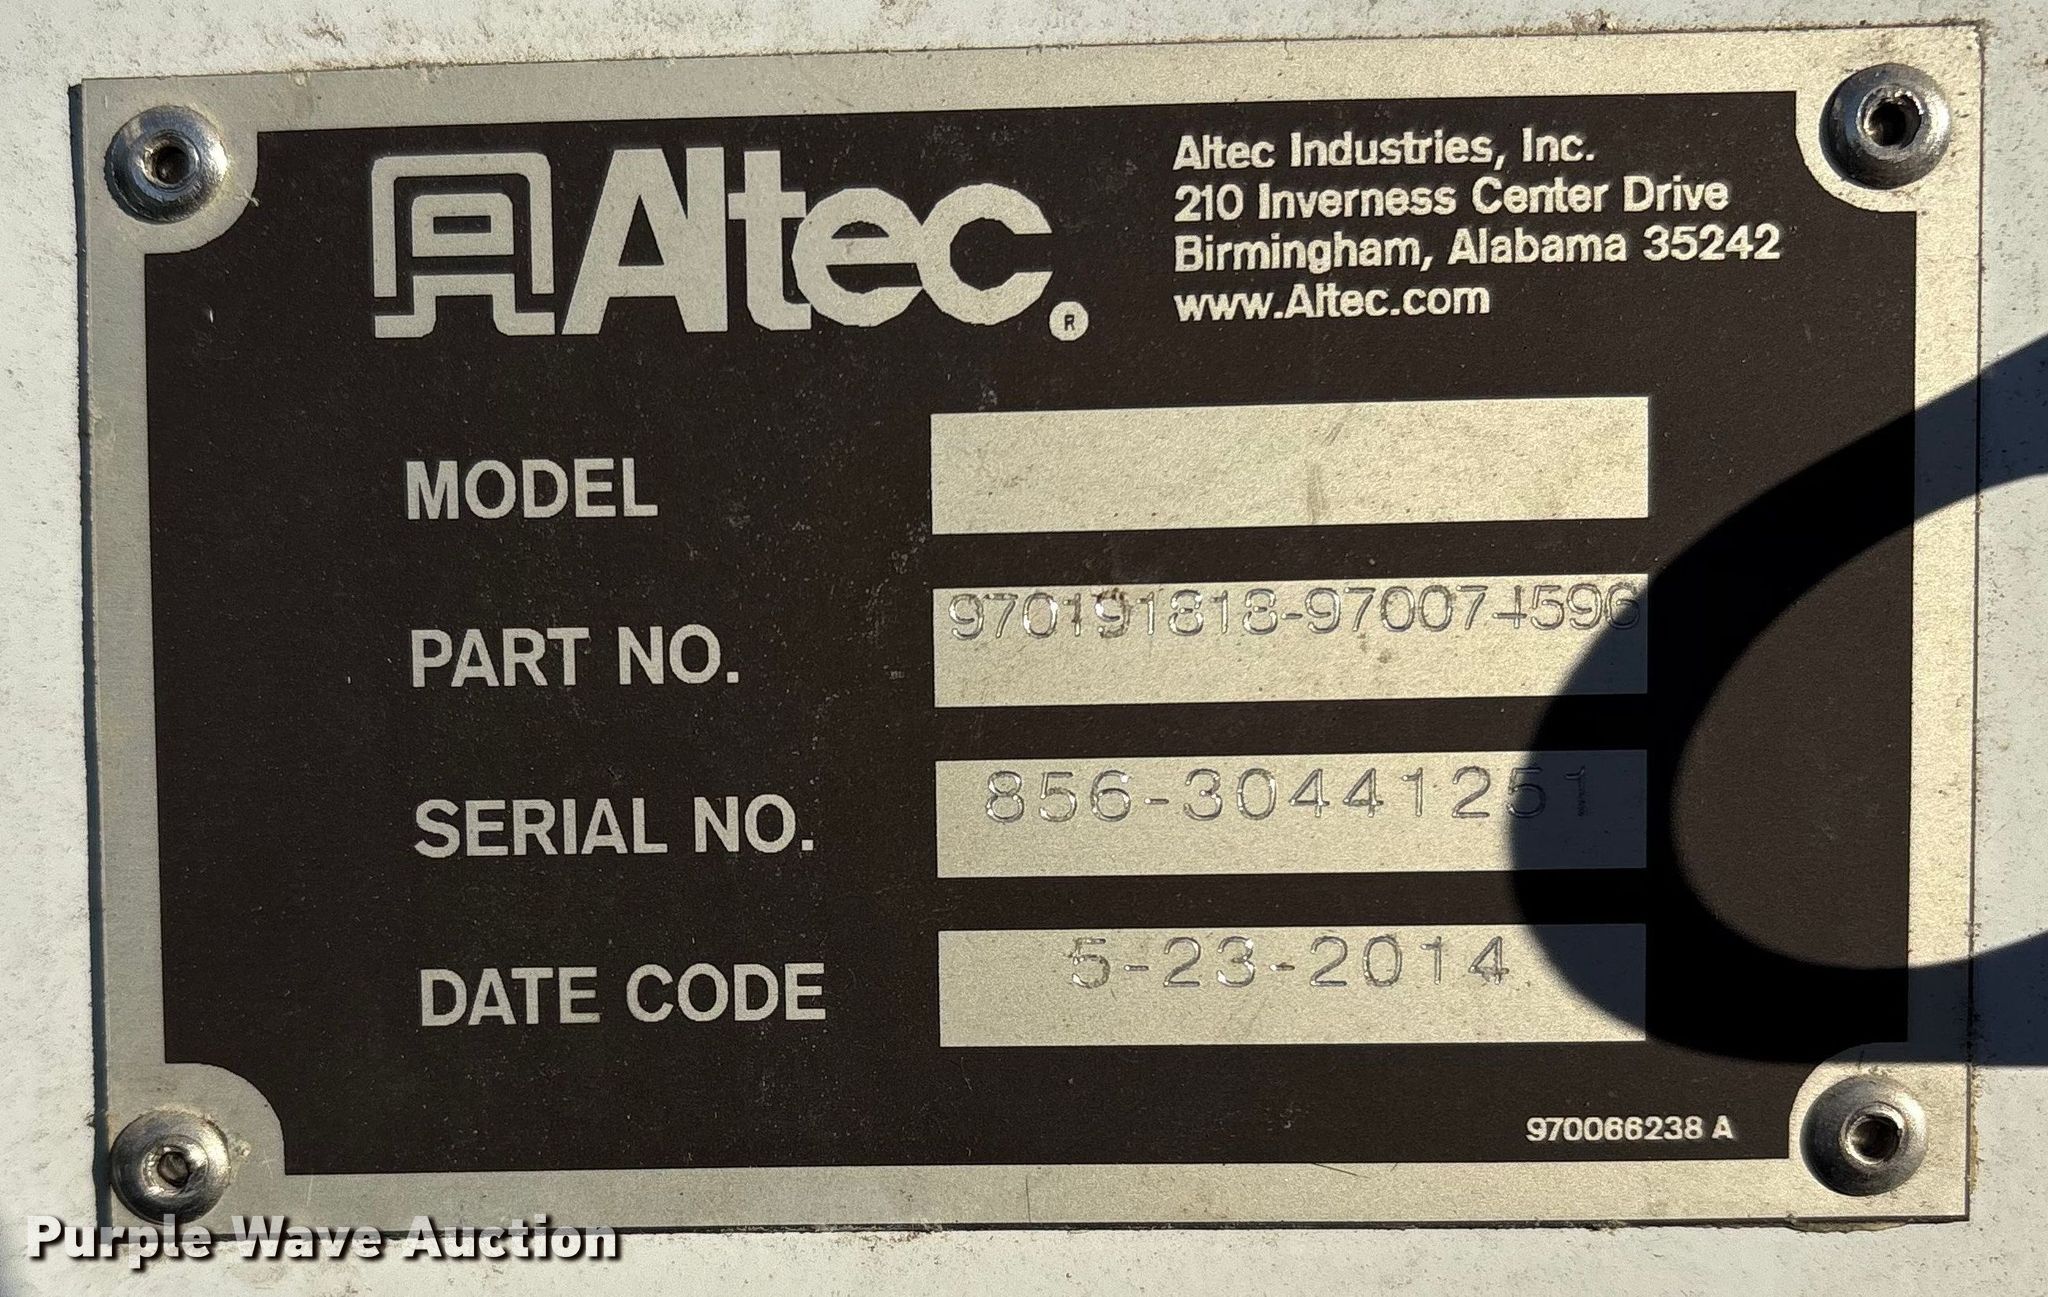 Altec®
Altec Industries, Inc.
210 Inverness Center Drive
Birmingham, Alabama 35242
www.Altec.com
MODEL
PART NO. 970191818-970074596
SERIAL NO. 856-30441251
DATE CODE 5-23-2014
970066238 A
Purple Wave Auction